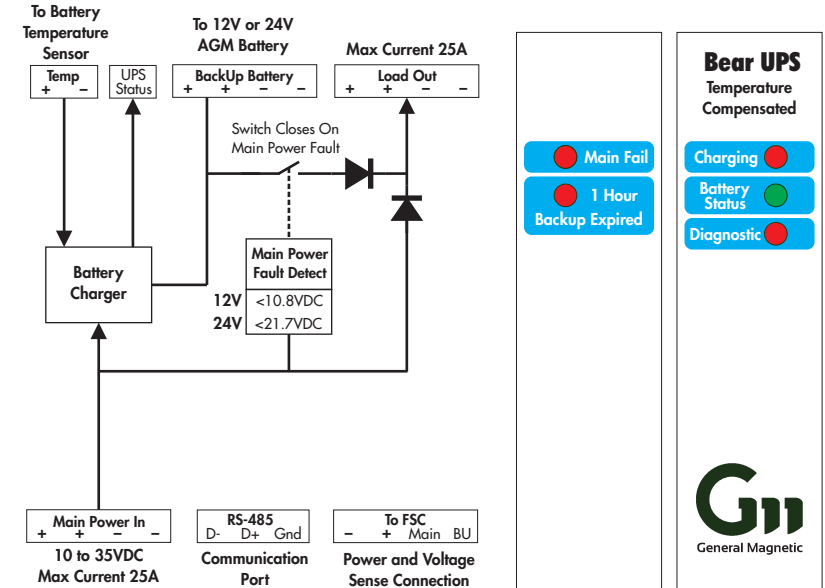 To Battery
Temperature
Sensor
Temp
+ −
UPS
Status
To 12V or 24V
AGM Battery
BackUp Battery
+ + − −
Max Current 25A
Load Out
+ + − −
Switch Closes On
Main Power Fault
Battery
Charger
Main Power
Fault Detect
12V <10.8VDC
24V <21.7VDC
Main Power In
+ + − −
10 to 35VDC
Max Current 25A
RS-485
D- D+ Gnd
Communication
Port
To FSC
− + Main BU
Power and Voltage
Sense Connection
Main Fail
1 Hour
Backup Expired
Bear UPS
Temperature
Compensated
Charging
Battery
Status
Diagnostic
Gm
General Magnetic